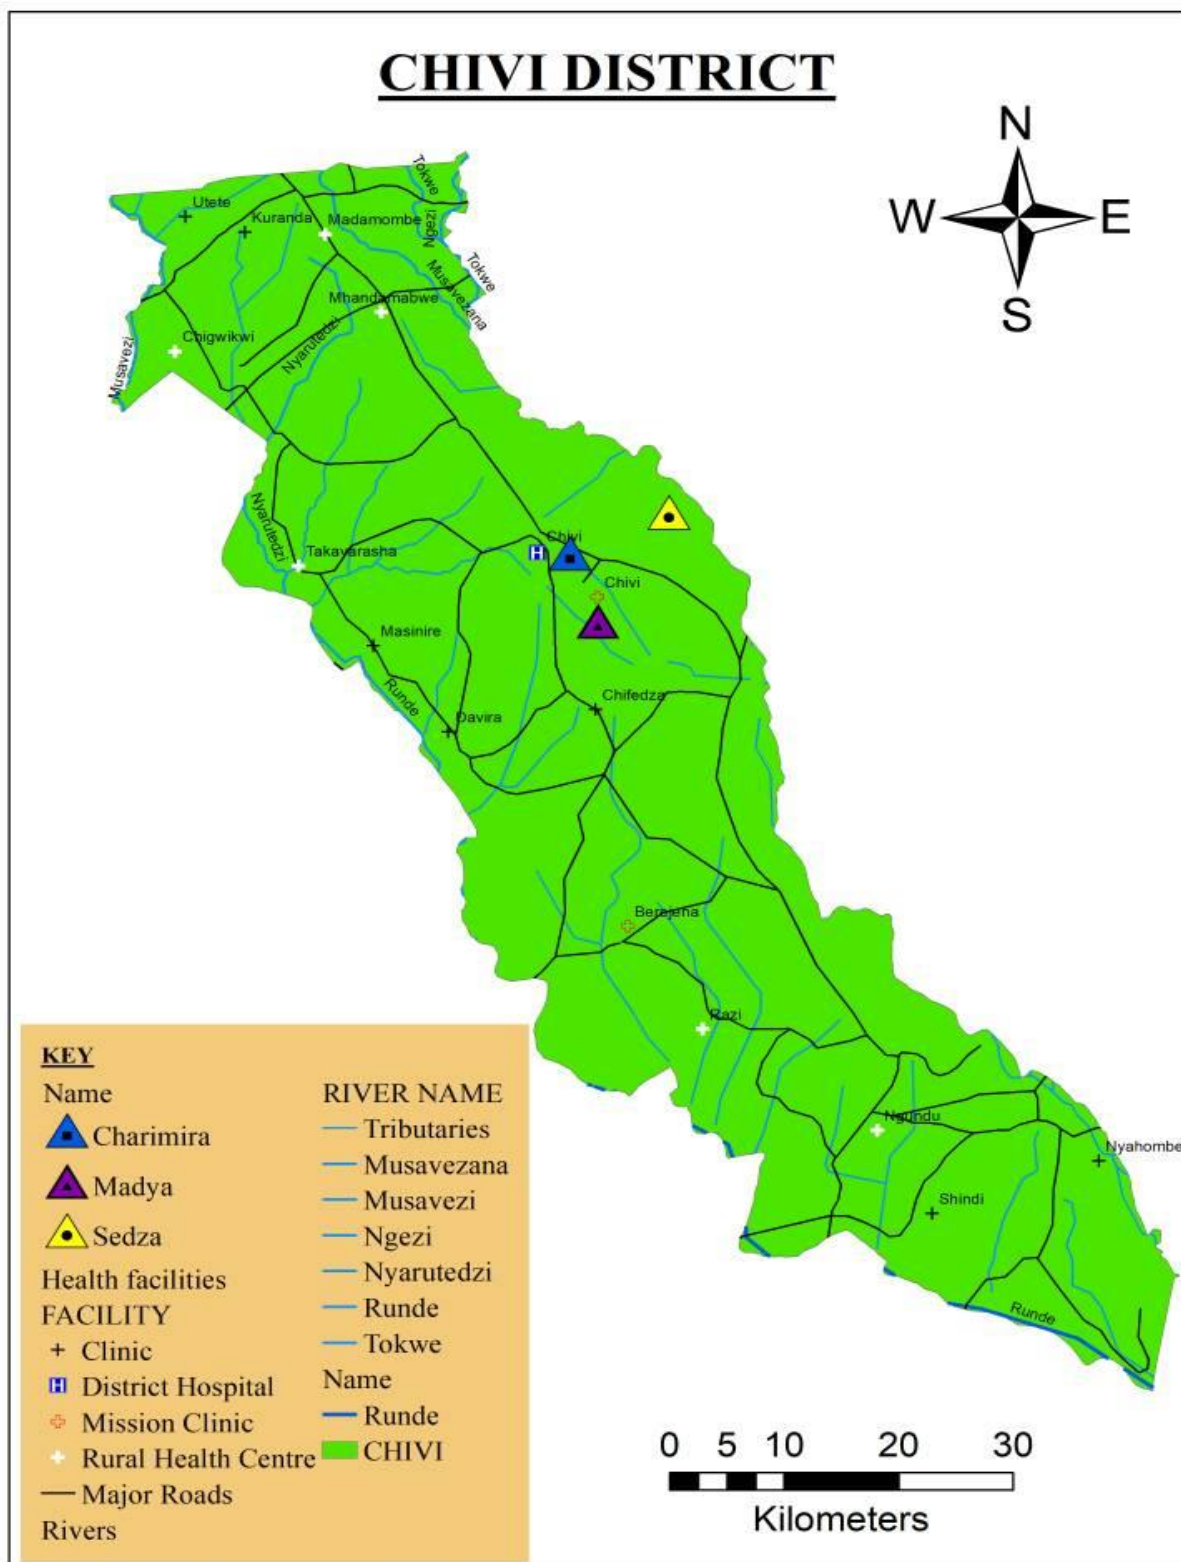 CHIVI DISTRICT
N
W E
S
Tokwe
Utete
Kuranda
Madamombe
Ngezi
Tokwe
Musavezana
Mhandamabwe
Nyarutedzi
Chigwikwi
Musavezi
Nyarutedzi
Takavarasha
Chivi
H
Chivi
Masinire
Runde
Davira
Chifedza
Berejena
Razi
Ngundu
Nyahombe
Shindi
Runde
KEY
Name
Charimira
Madya
Sedza
Health facilities
FACILITY
Clinic
H District Hospital
Mission Clinic
Rural Health Centre
Major Roads
Rivers
RIVER NAME
Tributaries
Musavezana
Musavezi
Ngezi
Nyarutedzi
Runde
Tokwe
Name
Runde
CHIVI
0 5 10 20 30
Kilometers